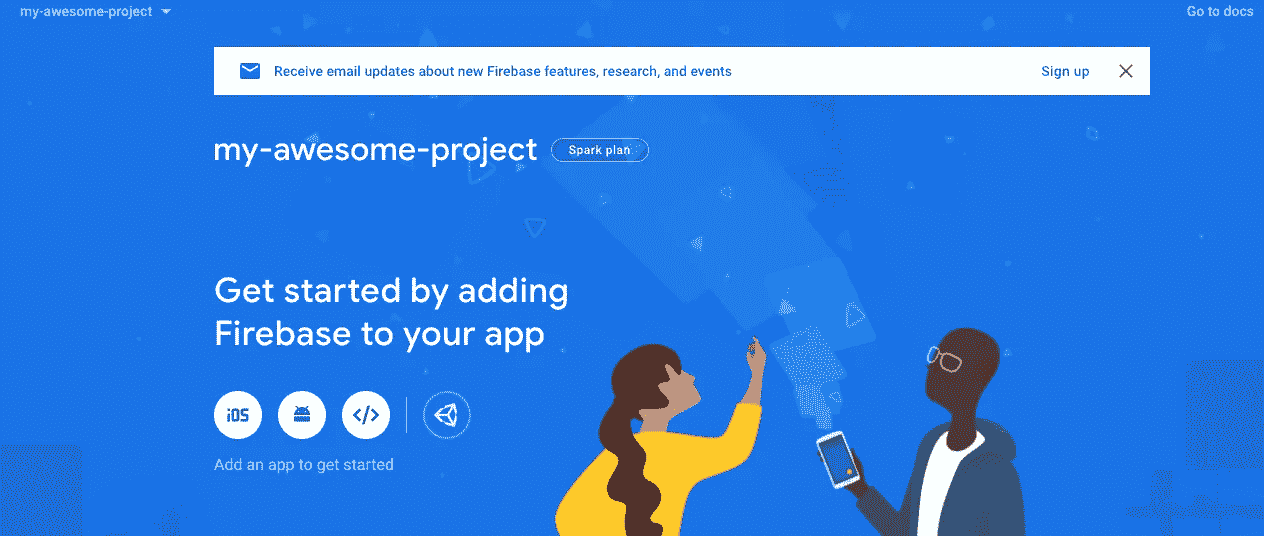 my-awesome-project
Go to docs
Receive email updates about new Firebase features, research, and events
Sign up
my-awesome-project
Spark plan
Get started by adding
Firebase to your app
iOS
</>
Add an app to get started